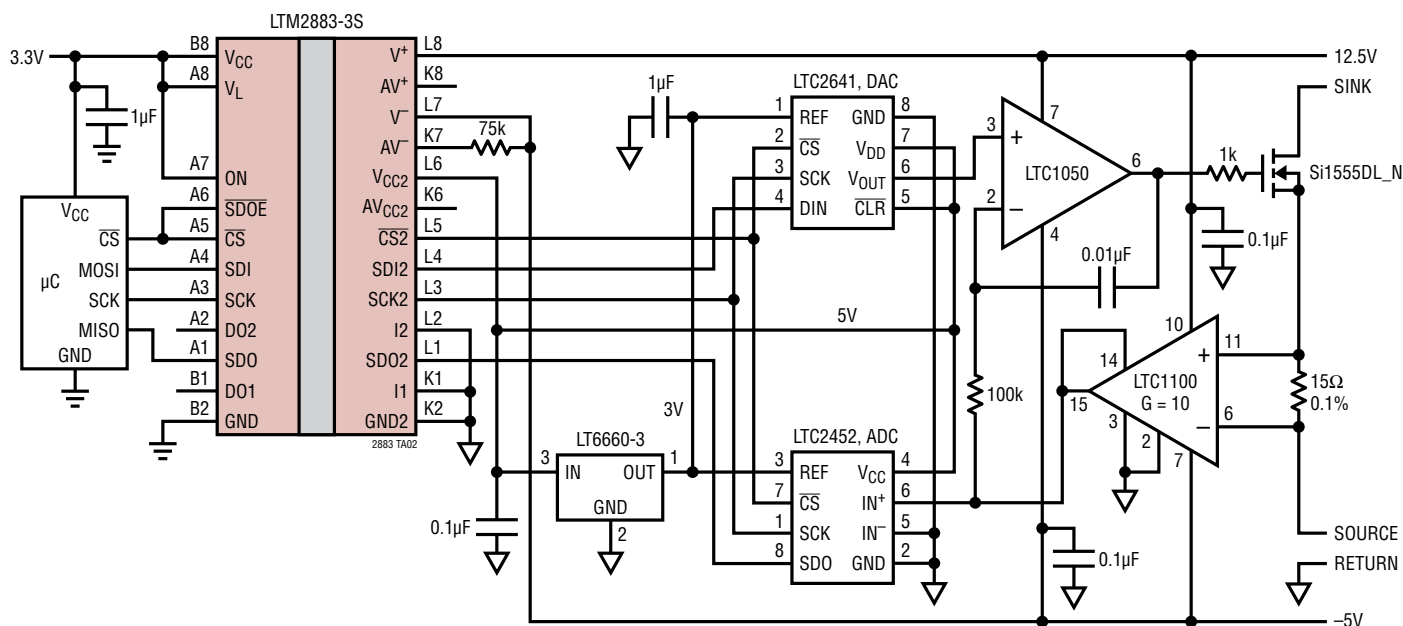 LTM2883-3S
3.3V
B8 VCC
A8 VL
1µF
A7 ON
A6 SDOE
A5 CS
A4 SDI
A3 SCK
A2 DO2
A1 SDO
B1 DO1
B2 GND
VCC
CS
µC
MOSI
SCK
MISO
GND
V+ L8
AV+ K8
V− L7
AV− K7
75k
VCC2 L6
AVCC2 K6
CS2 L5
SDI2 L4
SCK2 L3
I2 L2
SDO2 L1
I1 K1
GND2 K2
2883 TA02
1µF
LTC2641, DAC
1 REF GND 8
2 CS VDD 7
3 SCK VOUT 6
4 DIN CLR 5
5V
3V
0.1µF
LT6660-3
3 IN OUT 1
GND
2
LTC2452, ADC
3 REF VCC 4
7 CS IN+ 6
1 SCK IN− 5
8 SDO GND 2
3 +
2 −
7
LTC1050
6
4
0.01µF
100k
1k
Si1555DL_N
0.1µF
10
+ 11
14
LTC1100
G = 10
15
3
2
− 6
7
15Ω
0.1%
0.1µF
12.5V
SINK
SOURCE
RETURN
–5V